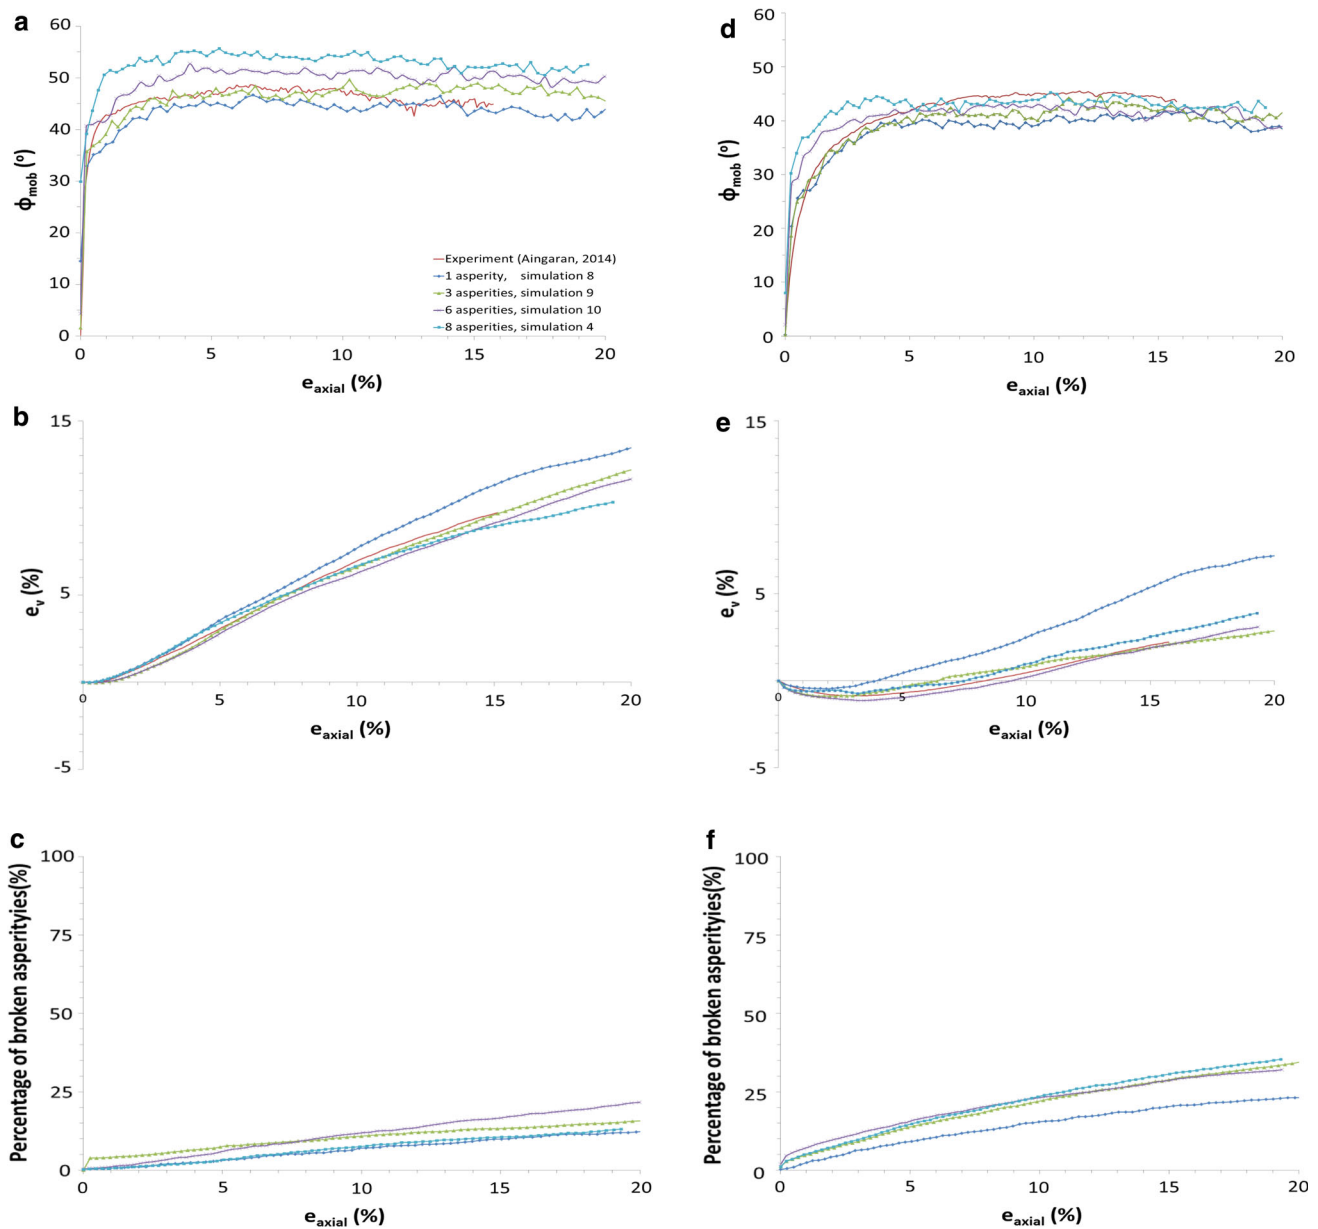 a
60
50
40
30
20
10
0
ϕmob (º)
Experiment (Aingaran, 2014)
1 asperity, simulation 8
3 asperities, simulation 9
6 asperities, simulation 10
8 asperities, simulation 4
0 5 10 15 20
eaxial (%)
b
15
5
-5
ev (%)
0 5 10 15 20
eaxial (%)
c
100
75
50
25
0
Percentage of broken asperityies(%)
0 5 10 15 20
eaxial (%)
d
60
50
40
30
20
10
0
ϕmob (º)
0 5 10 15 20
eaxial (%)
e
15
5
-5
ev (%)
0 5 10 15 20
eaxial (%)
f
100
75
50
25
0
Percentage of broken asperityies(%)
0 5 10 15 20
eaxial (%)